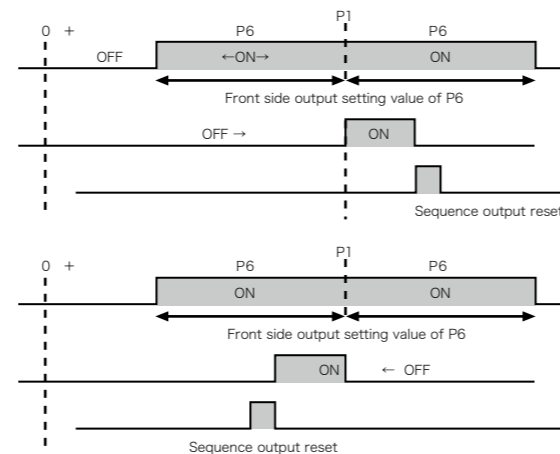 P1
0 + P6 P6
OFF ←ON→ ON
Front side output setting value of P6
OFF → ON
Sequence output reset
P1
0 + P6 P6
ON ON
Front side output setting value of P6
ON ← OFF
Sequence output reset